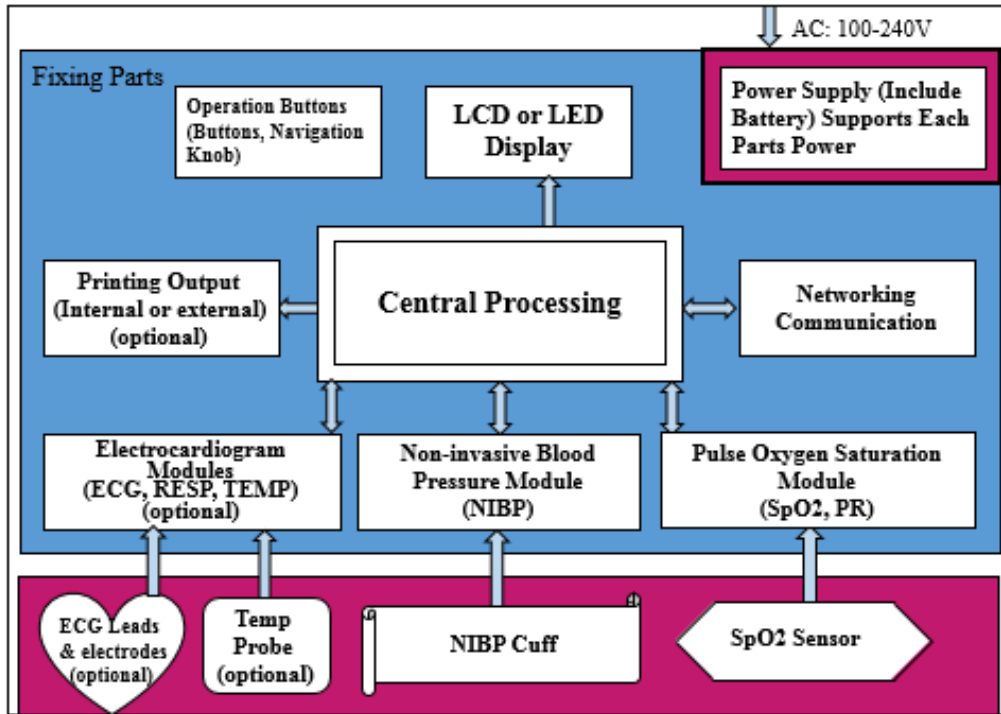 AC: 100-240V
Fixing Parts
Operation Buttons
(Buttons, Navigation
Knob)
LCD or LED
Display
Power Supply (Include
Battery) Supports Each
Parts Power
Printing Output
(Internal or external)
(optional)
Central Processing
Networking
Communication
Electrocardiogram
Modules
(ECG, RESP, TEMP)
(optional)
Non-invasive Blood
Pressure Module
(NIBP)
Pulse Oxygen Saturation
Module
(SpO2, PR)
ECG Leads
& electrodes
(optional)
Temp
Probe
(optional)
NIBP Cuff
SpO2 Sensor